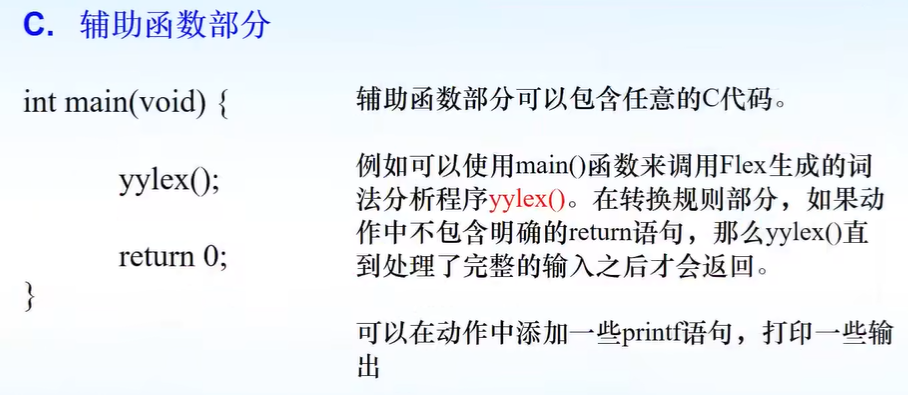 C. 辅助函数部分
int main(void) {
yylex();
return 0;
}
辅助函数部分可以包含任意的C代码。
例如可以使用main()函数来调用Flex生成的词
法分析程序yylex()。在转换规则部分，如果动
作中不包含明确的return语句，那么yylex()直
到处理了完整的输入之后才会返回。
可以在动作中添加一些printf语句，打印一些输
出